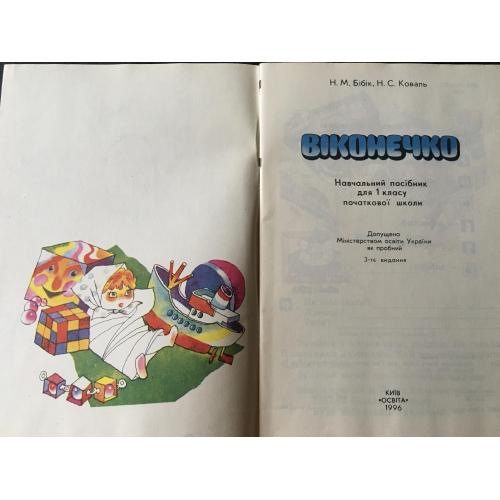 Н. М. Бібік, Н. С. Коваль
ВІКОНЕЧКО
Навчальний посібник
для 1 класу
початкової школи
Допущено
Міністерством освіти України
як пробний
3-тє видання
КИЇВ
«ОСВІТА»
1996